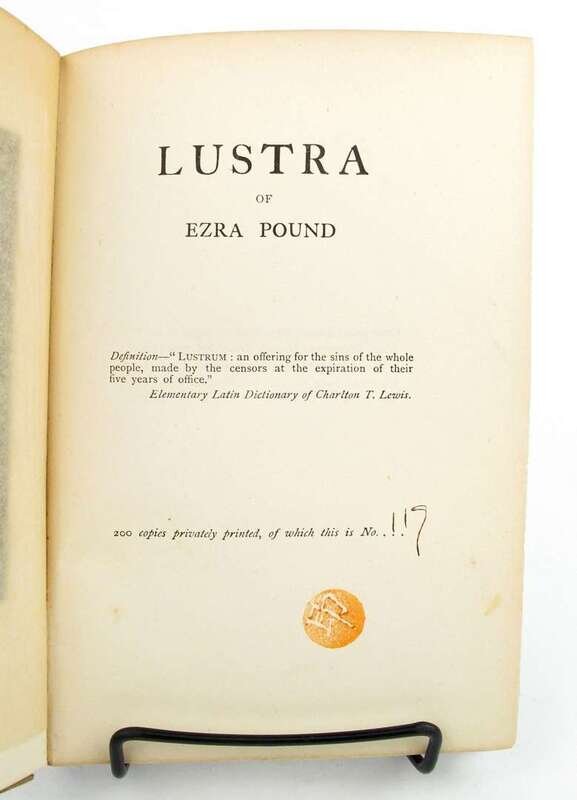 LUSTRA
OF
EZRA POUND
Definition—“ LUSTRUM : an offering for the sins of the whole
people, made by the censors at the expiration of their
five years of office.”
Elementary Latin Dictionary of Charlton T. Lewis.
200 copies privately printed, of which this is No. . 119